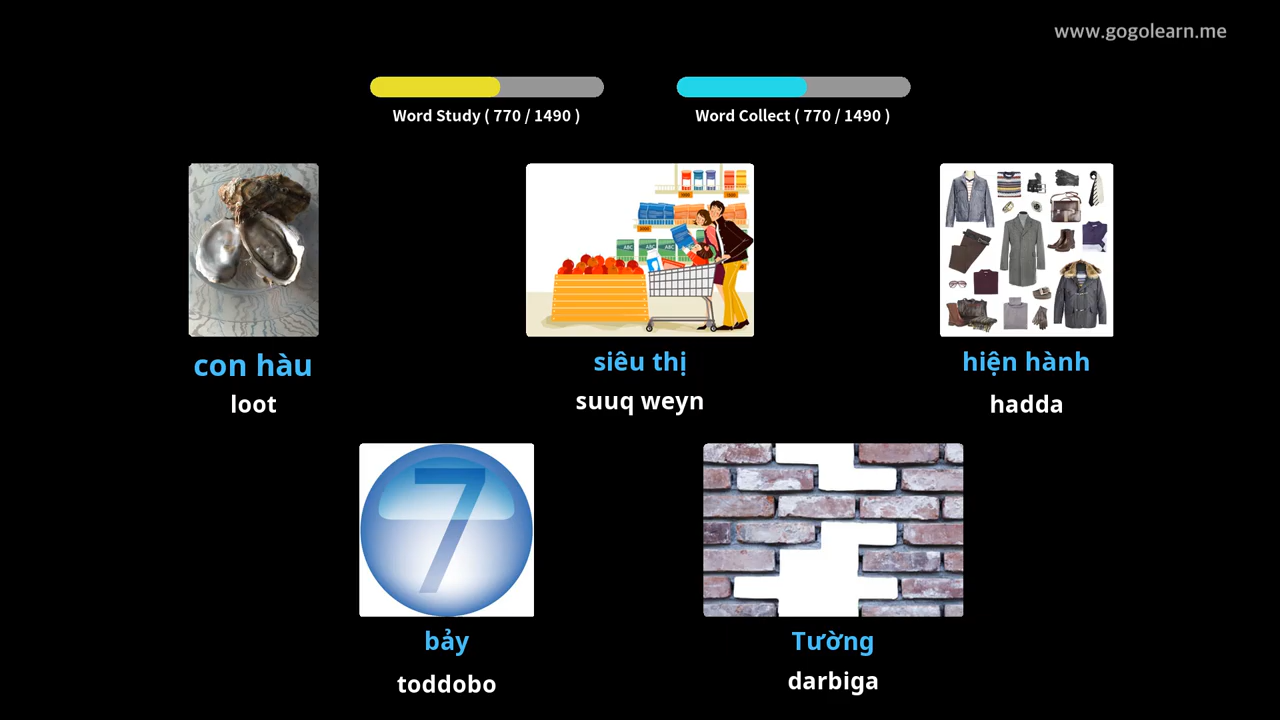 www.gogolearn.me
Word Study ( 770 / 1490 )
Word Collect ( 770 / 1490 )
con hàu
loot
siêu thị
suuq weyn
hiện hành
hadda
7
bảy
toddobo
Tường
darbiga